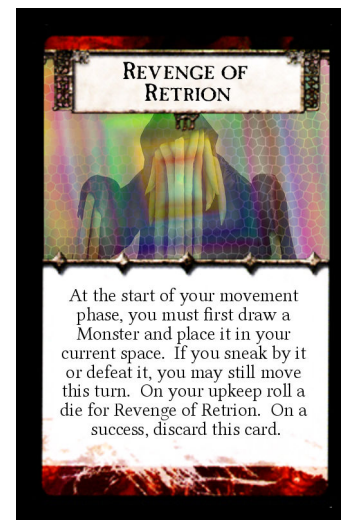 REVENGE OF
RETRION
At the start of your movement
phase, you must first draw a
Monster and place it in your
current space.  If you sneak by it
or defeat it, you may still move
this turn.  On your upkeep roll a
die for Revenge of Retrion.  On a
success, discard this card.